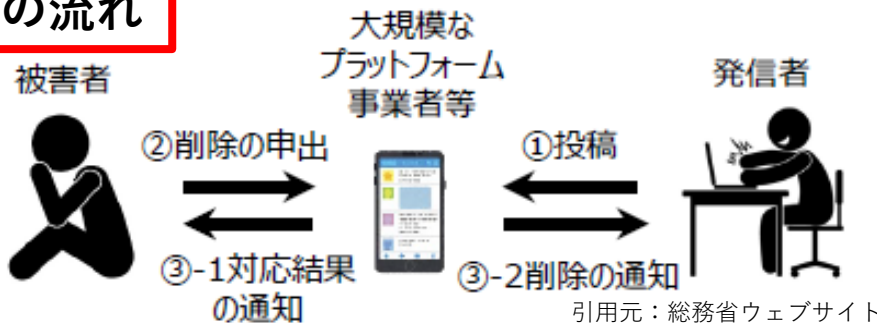 の流れ
被害者
大規模な
プラットフォーム
事業者等
発信者
②削除の申出
①投稿
③-1対応結果
の通知
③-2削除の通知
引用元：総務省ウェブサイト